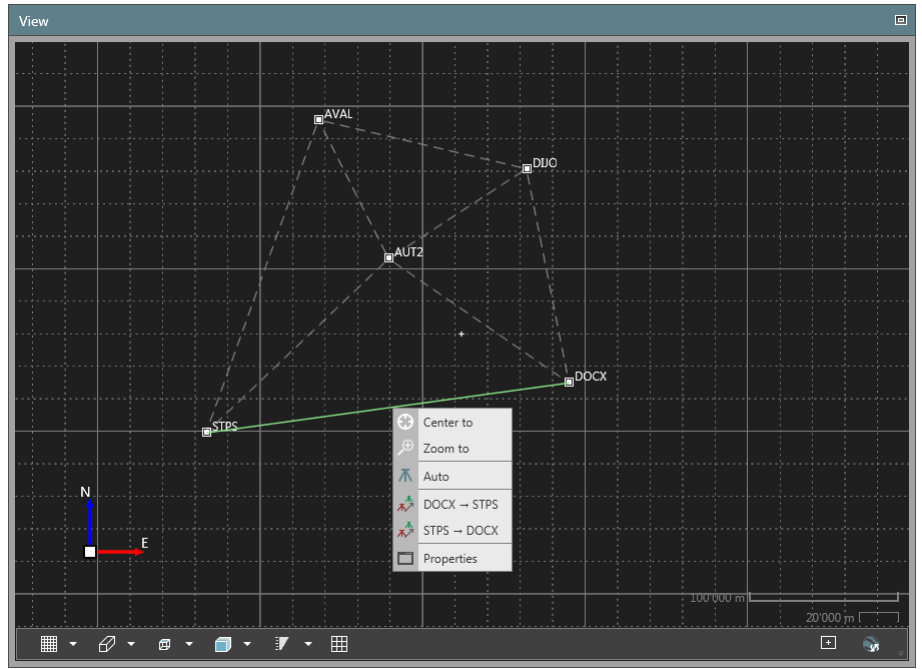 View
AVAL
DIJO
AUT2
DOCX
STPS
Center to
Zoom to
Auto
DOCX → STPS
STPS → DOCX
Properties
N
E
100'000 m
20'000 m